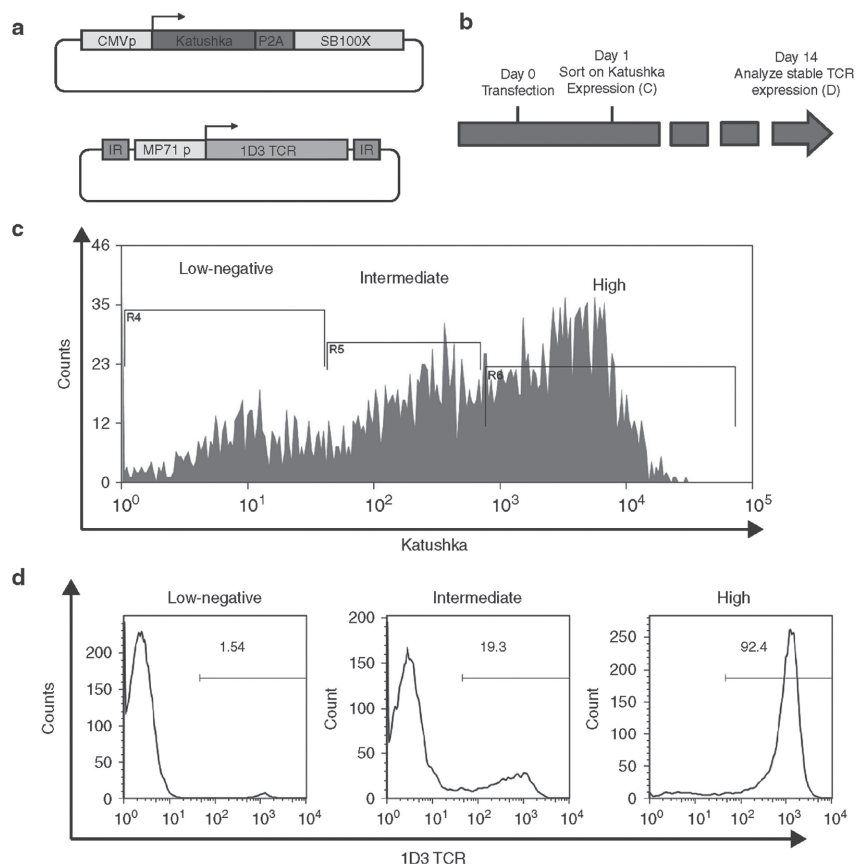 a
CMVp Katushka P2A SB100X
IR MP71 p 1D3 TCR IR
b
Day 0
Transfection
Day 1
Sort on Katushka
Expression (C)
Day 14
Analyze stable TCR
expression (D)
c
Counts
46
35
23
12
0
Low-negative
Intermediate
High
R4
R5
R6
10^0 10^1 10^2 10^3 10^4 10^5
Katushka
d
Low-negative
Counts
200
150
100
50
0
1.54
10^0 10^1 10^2 10^3 10^4
Intermediate
Count
200
150
100
50
0
19.3
10^0 10^1 10^2 10^3 10^4
High
Count
250
200
150
100
50
0
92.4
10^0 10^1 10^2 10^3 10^4
1D3 TCR